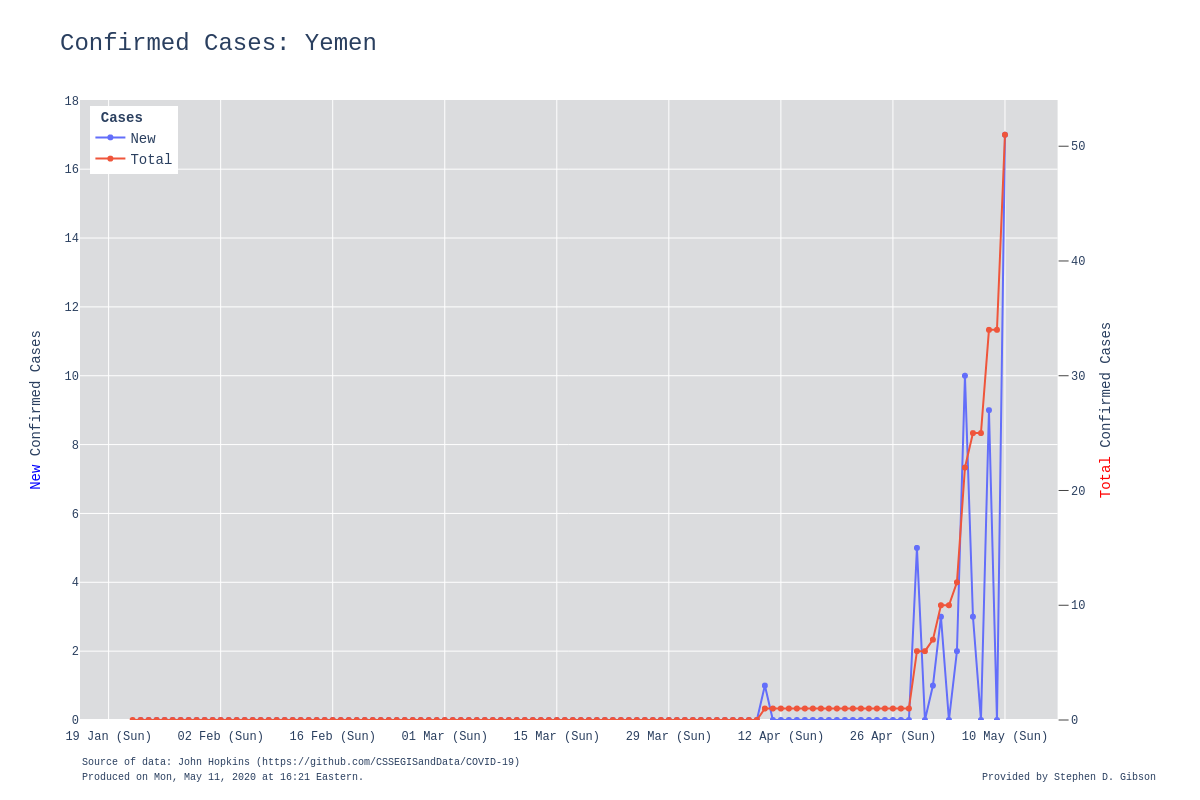 Confirmed Cases: Yemen
Cases
New
Total
18
16
14
12
10
8
6
4
2
0
50
40
30
20
10
0
New Confirmed Cases
Total Confirmed Cases
19 Jan (Sun) 02 Feb (Sun) 16 Feb (Sun) 01 Mar (Sun) 15 Mar (Sun) 29 Mar (Sun) 12 Apr (Sun) 26 Apr (Sun) 10 May (Sun)
Source of data: John Hopkins (https://github.com/CSSEGISandData/COVID-19)
Produced on Mon, May 11, 2020 at 16:21 Eastern.
Provided by Stephen D. Gibson